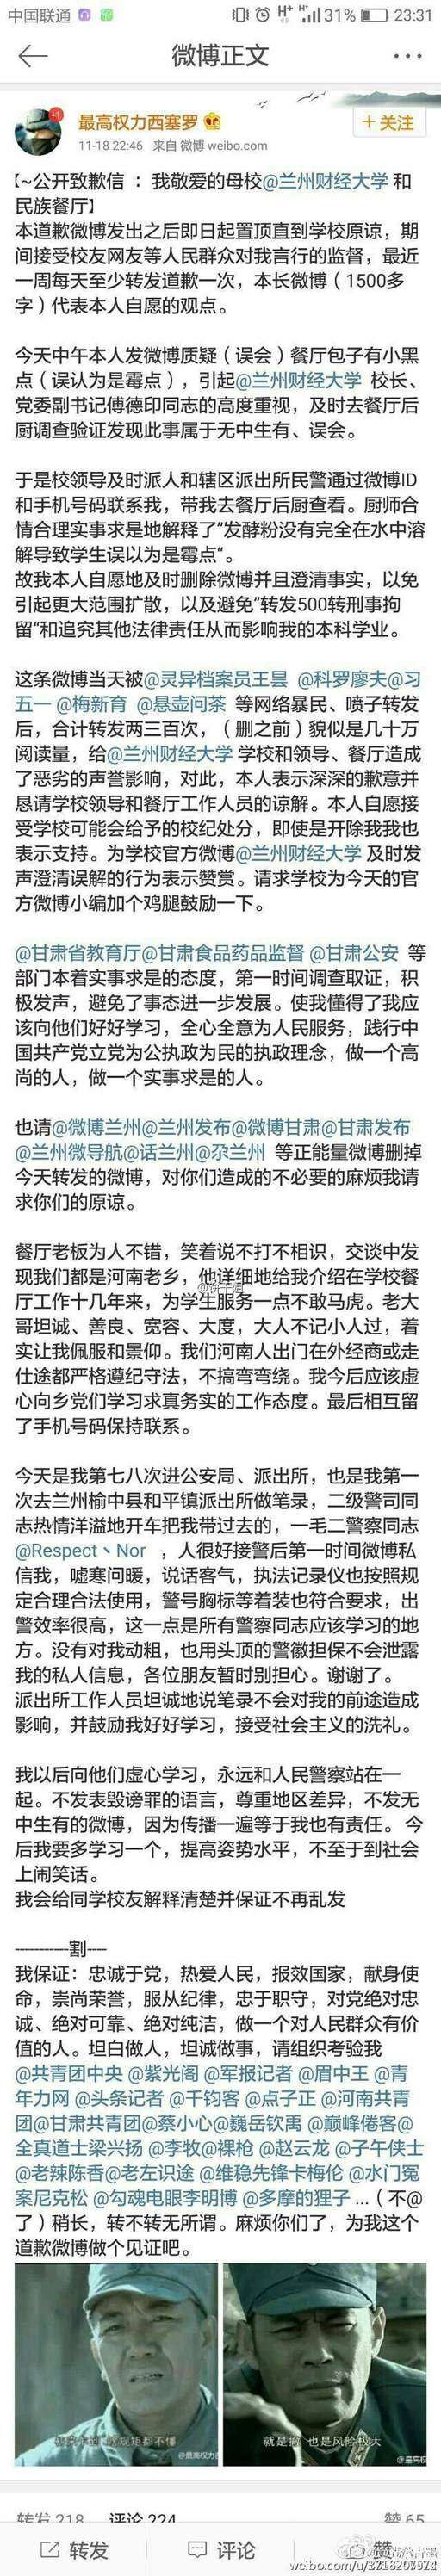 中国联通
31%
23:31
微博正文
+1
最高权力西塞罗
+关注
11-18 22:46 来自 微博 weibo.com
【~公开致歉信 ：我敬爱的母校@兰州财经大学 和
民族餐厅】
本道歉微博发出之后即日起置顶直到学校原谅，期
间接受校友网友等人民群众对我言行的监督，最近
一周每天至少转发道歉一次，本长微博（1500多
字）代表本人自愿的观点。
今天中午本人发微博质疑（误会）餐厅包子有小黑
点（误认为是霉点），引起@兰州财经大学 校长、
党委副书记傅德印同志的高度重视，及时去餐厅后
厨调查验证发现此事属于无中生有、误会。
于是校领导及时派人和辖区派出所民警通过微博ID
和手机号码联系我，带我去餐厅后厨查看。厨师合
情合理实事求是地解释了"发酵粉没有完全在水中溶
解导致学生误以为是霉点“。
故我本人自愿地及时删除微博并且澄清事实，以免
引起更大范围扩散，以及避免"转发500转刑事拘
留“和追究其他法律责任从而影响我的本科学业。
这条微博当天被@灵异档案员王昙 @科罗廖夫@习
五一 @梅新育 @悬壶问茶 等网络暴民、喷子转发
后，合计转发两三百次，（删之前）貌似是几十万
阅读量，给@兰州财经大学 学校和领导、餐厅造成
了恶劣的声誉影响，对此，本人表示深深的歉意并
恳请学校领导和餐厅工作人员的谅解。本人自愿接
受学校可能会给予的校纪处分，即使是开除我我也
表示支持。为学校官方微博@兰州财经大学 及时发
声澄清误解的行为表示赞赏。请求学校为今天的官
方微博小编加个鸡腿鼓励一下。
@甘肃省教育厅@甘肃食品药品监督 @甘肃公安 等
部门本着实事求是的态度，第一时间调查取证，积
极发声，避免了事态进一步发展。使我懂得了我应
该向他们好好学习，全心全意为人民服务，践行中
国共产党立党为公执政为民的执政理念，做一个高
尚的人，做一个实事求是的人。
也请@微博兰州@兰州发布@微博甘肃@甘肃发布
@兰州微导航@话兰州@尕兰州 等正能量微博删掉
今天转发的微博，对你们造成的不必要的麻烦我请
求你们的原谅。
餐厅老板为人不错，笑着说不打不相识，交谈中发
现我们都是河南老乡，他详细地给我介绍在学校餐
厅工作十几年来，为学生服务一点不敢马虎。老大
哥坦诚、善良、宽容、大度，大人不记小人过，着
实让我佩服和景仰。我们河南人出门在外经商或走
仕途都严格遵纪守法，不搞弯弯绕。我今后应该虚
心向乡党们学习求真务实的工作态度。最后相互留
了手机号码保持联系。
今天是我第七八次进公安局、派出所，也是我第一
次去兰州榆中县和平镇派出所做笔录，二级警司同
志热情洋溢地开车把我带过去的，一毛二警察同志
@Respect丶Nor ，人很好接警后第一时间微博私
信我，嘘寒问暖，说话客气，执法记录仪也按照规
定合理合法使用，警号胸标等着装也符合要求，出
警效率很高，这一点是所有警察同志应该学习的地
方。没有对我动粗，也用头顶的警徽担保不会泄露
我的私人信息，各位朋友暂时别担心。谢谢了。
派出所工作人员坦诚地说笔录不会对我的前途造成
影响，并鼓励我好好学习，接受社会主义的洗礼。
我以后向他们虚心学习，永远和人民警察站在一
起。不发表毁谤罪的语言，尊重地区差异，不发无
中生有的微博，因为传播一遍等于我也有责任。 今
后我要多学习一个，提高姿势水平，不至于到社会
上闹笑话。
我会给同学校友解释清楚并保证不再乱发
-----------割----
我保证：忠诚于党，热爱人民，报效国家，献身使
命，崇尚荣誉，服从纪律，忠于职守，对党绝对忠
诚、绝对可靠、绝对纯洁，做一个对人民群众有价
值的人。坦白做人，坦诚做事，请组织考验我
@共青团中央 @紫光阁 @军报记者 @眉中王 @青
年力网 @头条记者 @千钧客 @点子正 @河南共青
团@甘肃共青团@蔡小心@巍岳钦禹 @巅峰倦客@
全真道士梁兴扬 @李牧@裸枪 @赵云龙 @子午侠士
@老辣陈香@老左识途 @维稳先锋卡梅伦 @水门冤
案尼克松 @勾魂电眼李明博 @多摩的狸子 ...（不@
了）稍长，转不转无所谓。麻烦你们了，为我这个
道歉微博做个见证吧。
转发 218 评论 224 赞 65
转发
评论
赞